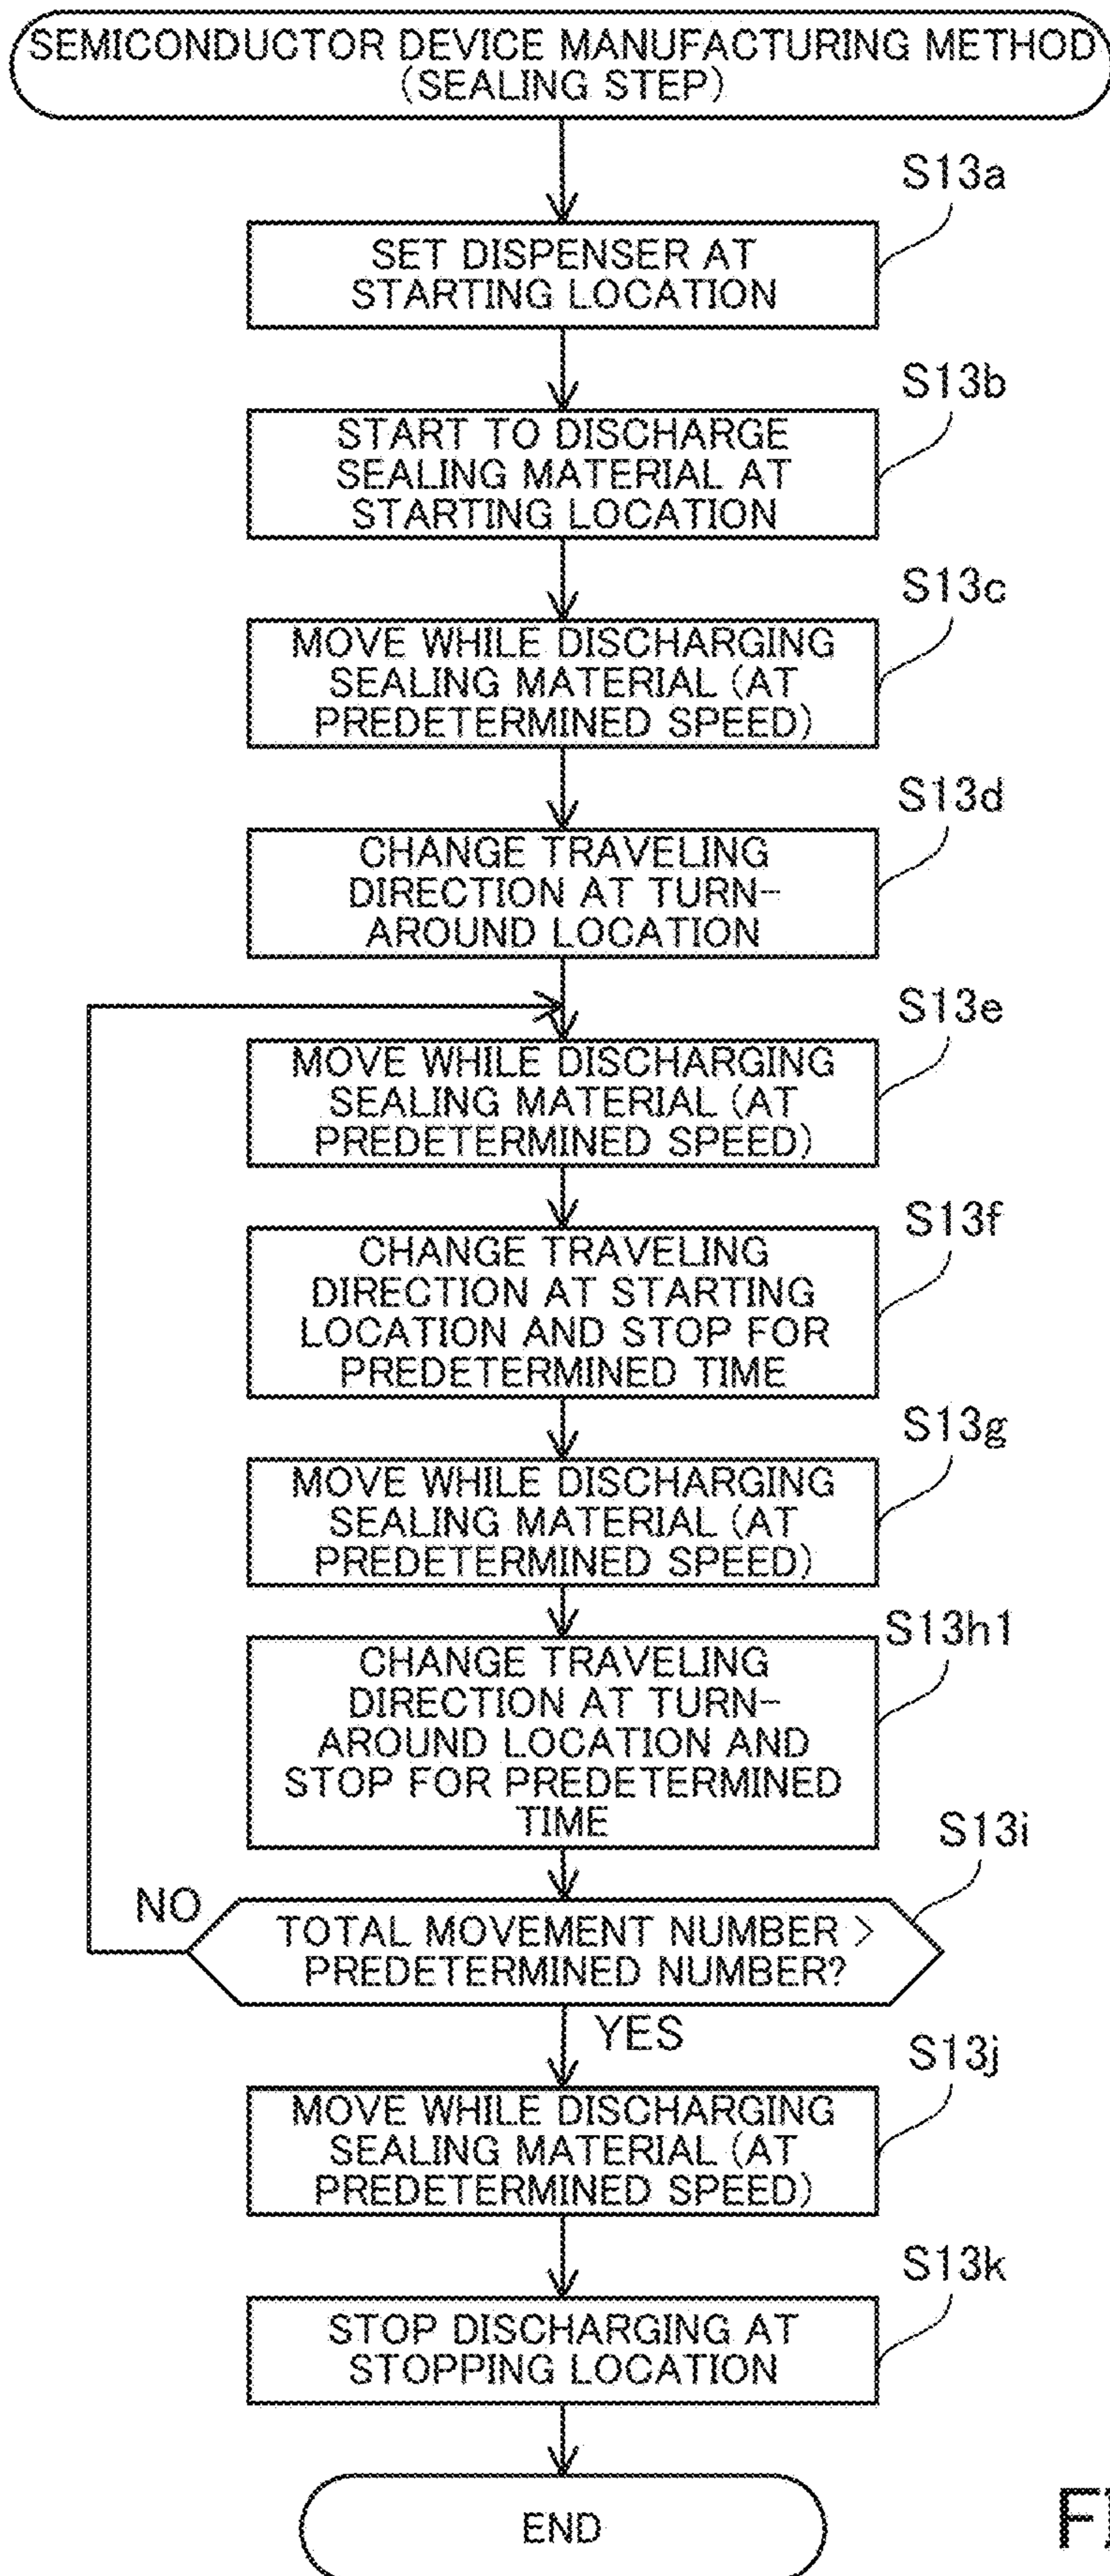 SEMICONDUCTOR DEVICE MANUFACTURING METHOD
(SEALING STEP)
S13a
SET DISPENSER AT
STARTING LOCATION
S13b
START TO DISCHARGE
SEALING MATERIAL AT
STARTING LOCATION
S13c
MOVE WHILE DISCHARGING
SEALING MATERIAL (AT
PREDETERMINED SPEED)
S13d
CHANGE TRAVELING
DIRECTION AT TURN-
AROUND LOCATION
S13e
MOVE WHILE DISCHARGING
SEALING MATERIAL (AT
PREDETERMINED SPEED)
S13f
CHANGE TRAVELING
DIRECTION AT STARTING
LOCATION AND STOP FOR
PREDETERMINED TIME
S13g
MOVE WHILE DISCHARGING
SEALING MATERIAL (AT
PREDETERMINED SPEED)
S13h1
CHANGE TRAVELING
DIRECTION AT TURN-
AROUND LOCATION AND
STOP FOR PREDETERMINED
TIME
S13i
NO
TOTAL MOVEMENT NUMBER >
PREDETERMINED NUMBER?
YES
S13j
MOVE WHILE DISCHARGING
SEALING MATERIAL (AT
PREDETERMINED SPEED)
S13k
STOP DISCHARGING AT
STOPPING LOCATION
END